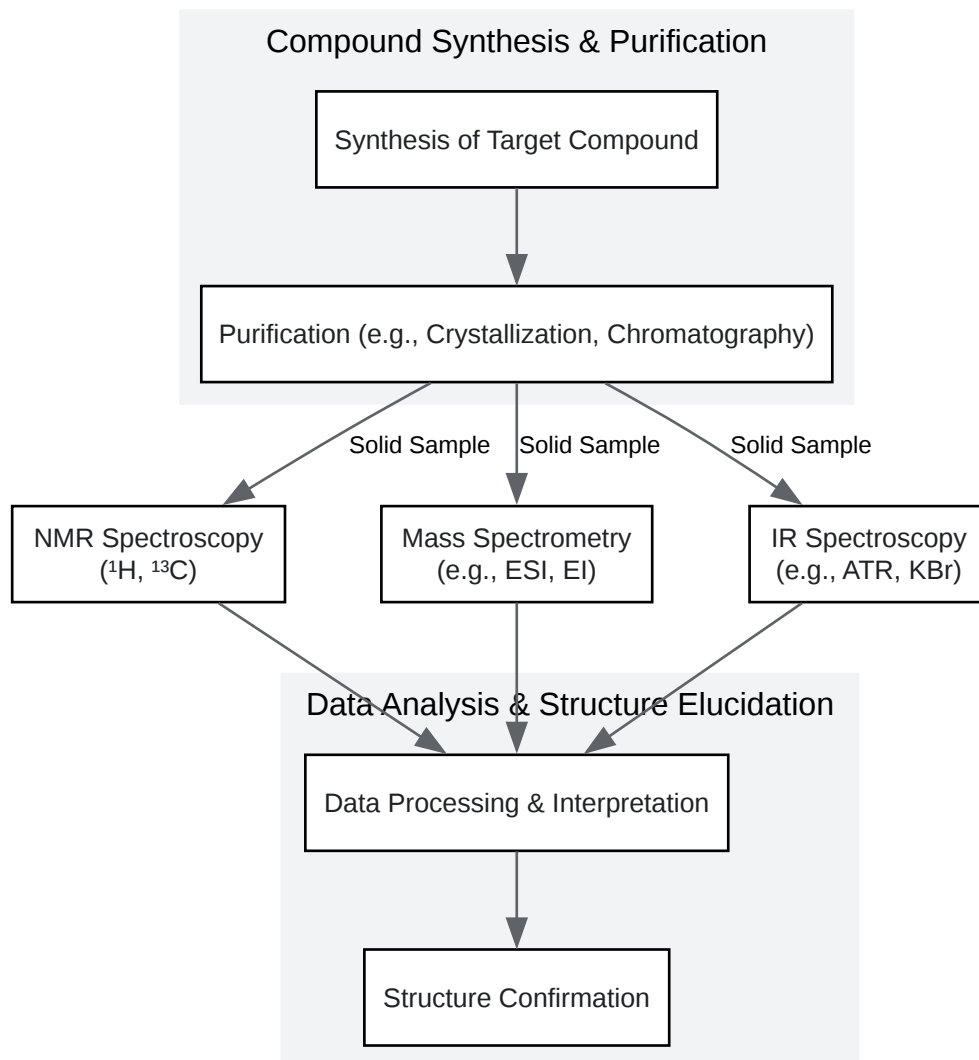 Compound Synthesis & Purification
Synthesis of Target Compound
Purification (e.g., Crystallization, Chromatography)
Solid Sample
Solid Sample
Solid Sample
NMR Spectroscopy
(¹H, ¹³C)
Mass Spectrometry
(e.g., ESI, EI)
IR Spectroscopy
(e.g., ATR, KBr)
Data Analysis & Structure Elucidation
Data Processing & Interpretation
Structure Confirmation